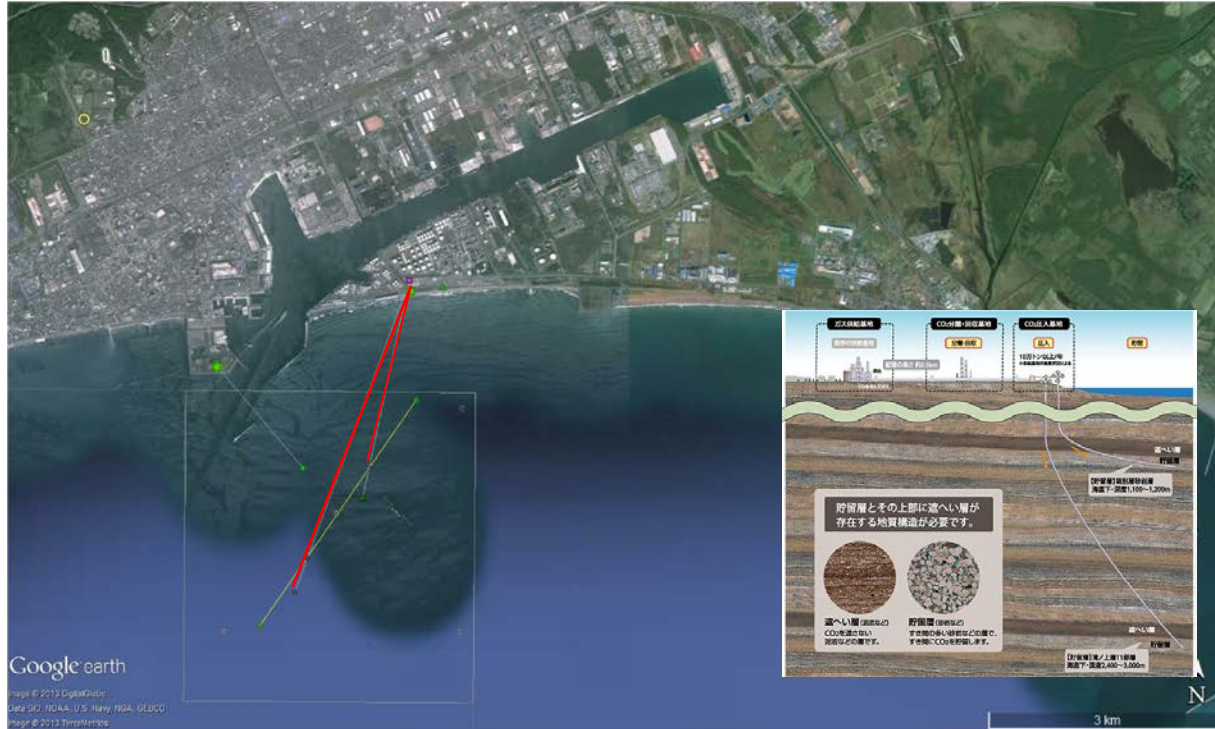 ガス供給基地
CO₂分離・回収基地
CO₂圧入基地
分離・回収
圧入
貯留
10万トン以上/年
遮へい層
貯留層
海底下・深度1,100~1,200m
貯留層とその上部に遮へい層が
存在する地質構造が必要です。
遮へい層(泥岩など)
CO₂を通さない
泥岩などの層です。
貯留層(砂岩など)
すき間の多い砂岩などの層で、
すき間にCO₂を貯留します。
遮へい層
貯留層
【貯留層】滝ノ上層T1部層
海底下・深度2,400~3,000m
Google earth
Image © 2013 DigitalGlobe
Data SIO, NOAA, U.S. Navy, NGA, GEBCO
Image © 2013 TerraMetrics
N
3 km